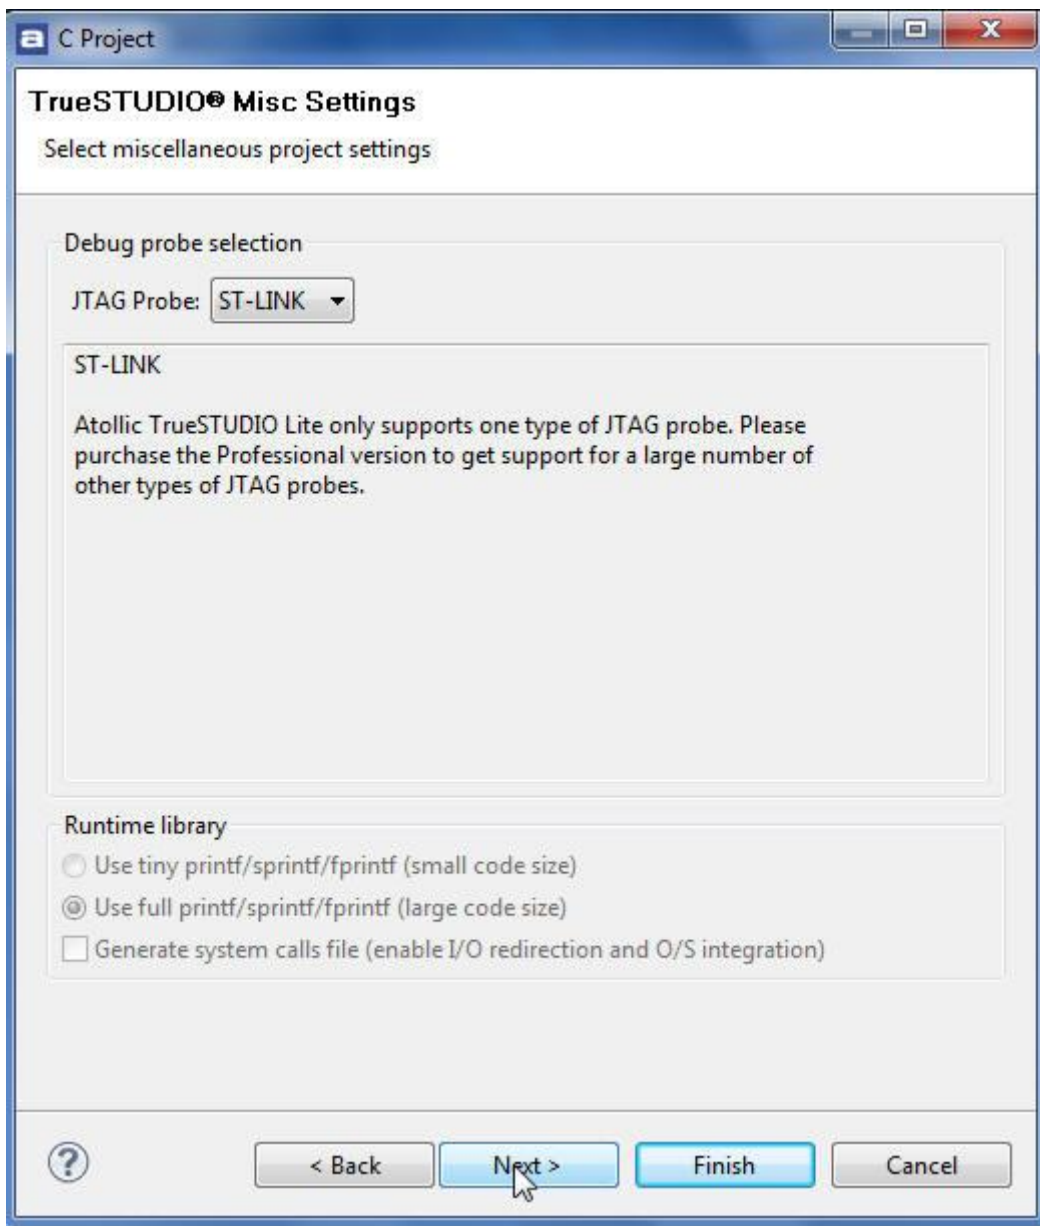 a C Project
TrueSTUDIO® Misc Settings
Select miscellaneous project settings
Debug probe selection
JTAG Probe: ST-LINK
ST-LINK
Atollic TrueSTUDIO Lite only supports one type of JTAG probe. Please
purchase the Professional version to get support for a large number of
other types of JTAG probes.
Runtime library
Use tiny printf/sprintf/fprintf (small code size)
Use full printf/sprintf/fprintf (large code size)
Generate system calls file (enable I/O redirection and O/S integration)
? < Back Next > Finish Cancel